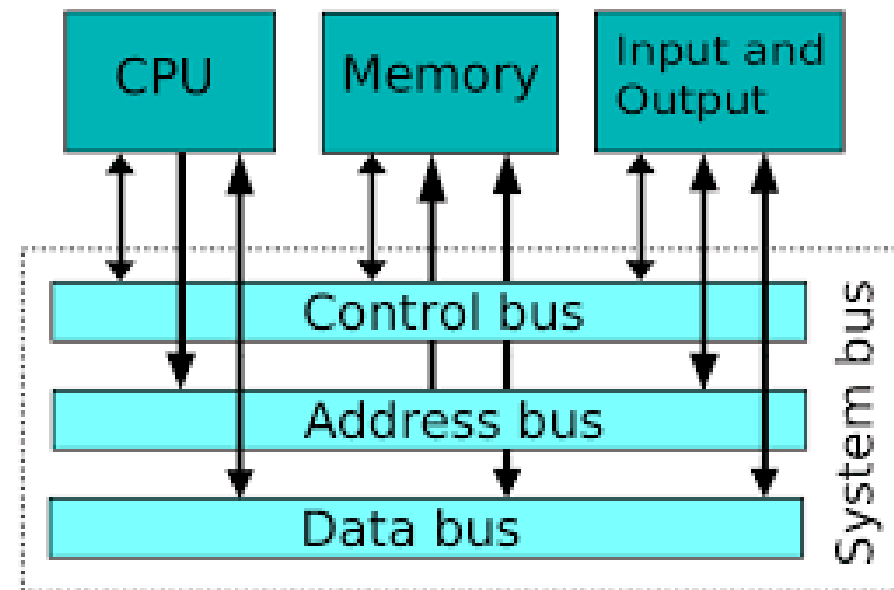 CPU
Memory
Input and
Output
Control bus
Address bus
Data bus
System bus